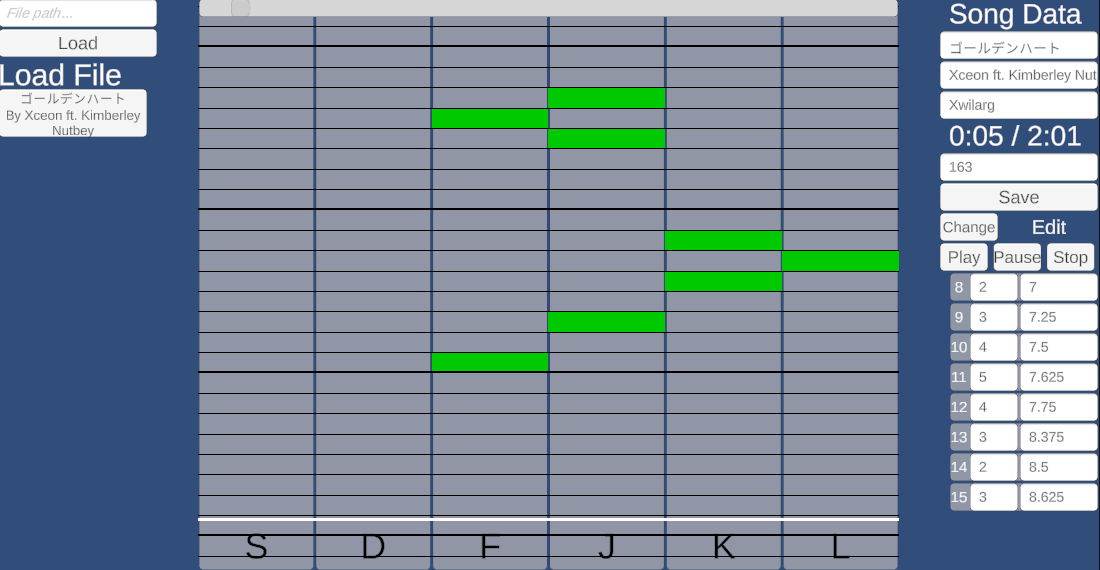 File path...
Load
Load File
ゴールデンハート
By Xceon ft. Kimberley
Nutbey
S D F J K L
Song Data
ゴールデンハート
Xceon ft. Kimberley Nut
Xwilarg
0:05 / 2:01
163
Save
Change Edit
Play Pause Stop
8 2 7
9 3 7.25
10 4 7.5
11 5 7.625
12 4 7.75
13 3 8.375
14 2 8.5
15 3 8.625